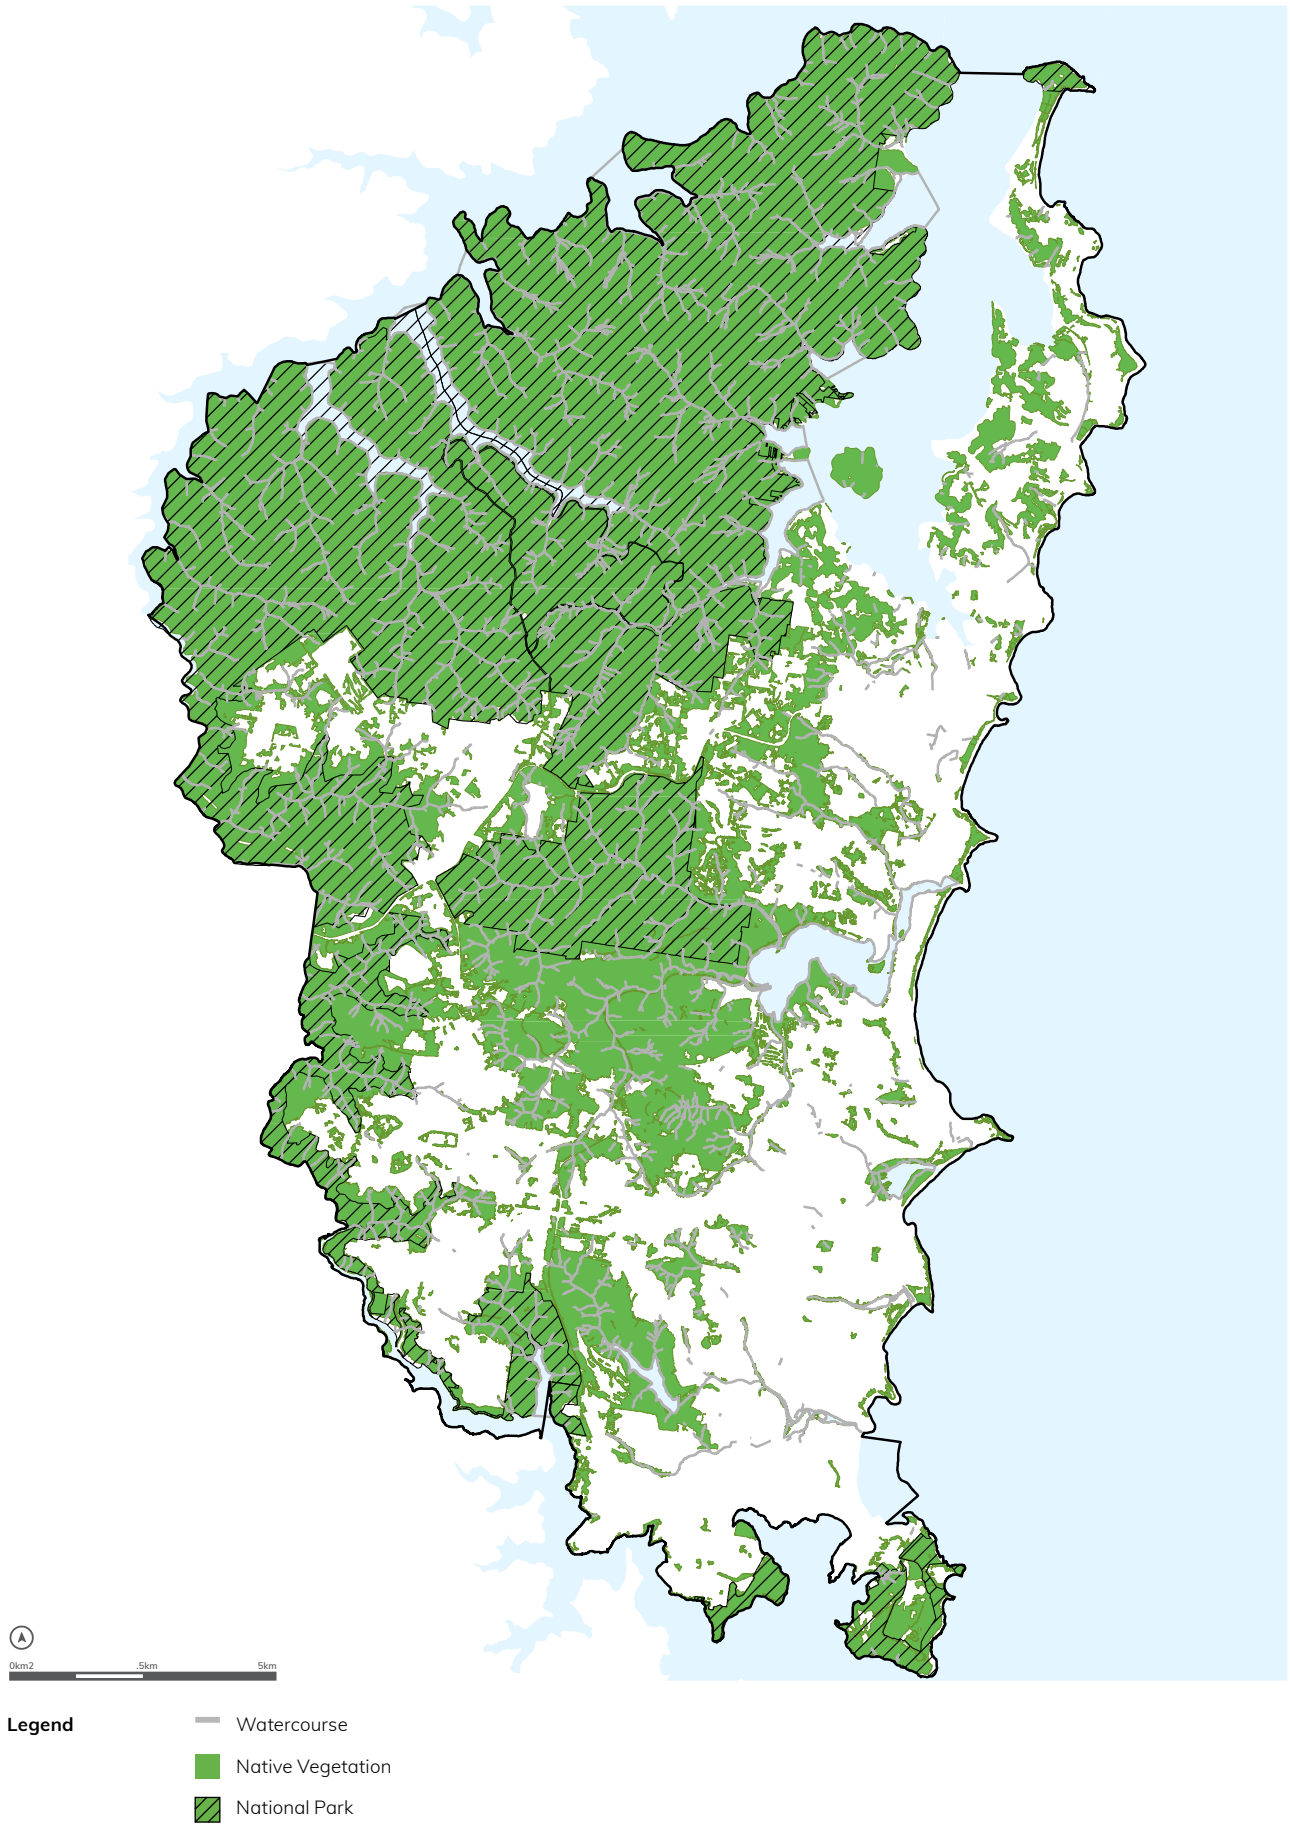 0km2 .5km 5km
Legend
Watercourse
Native Vegetation
National Park